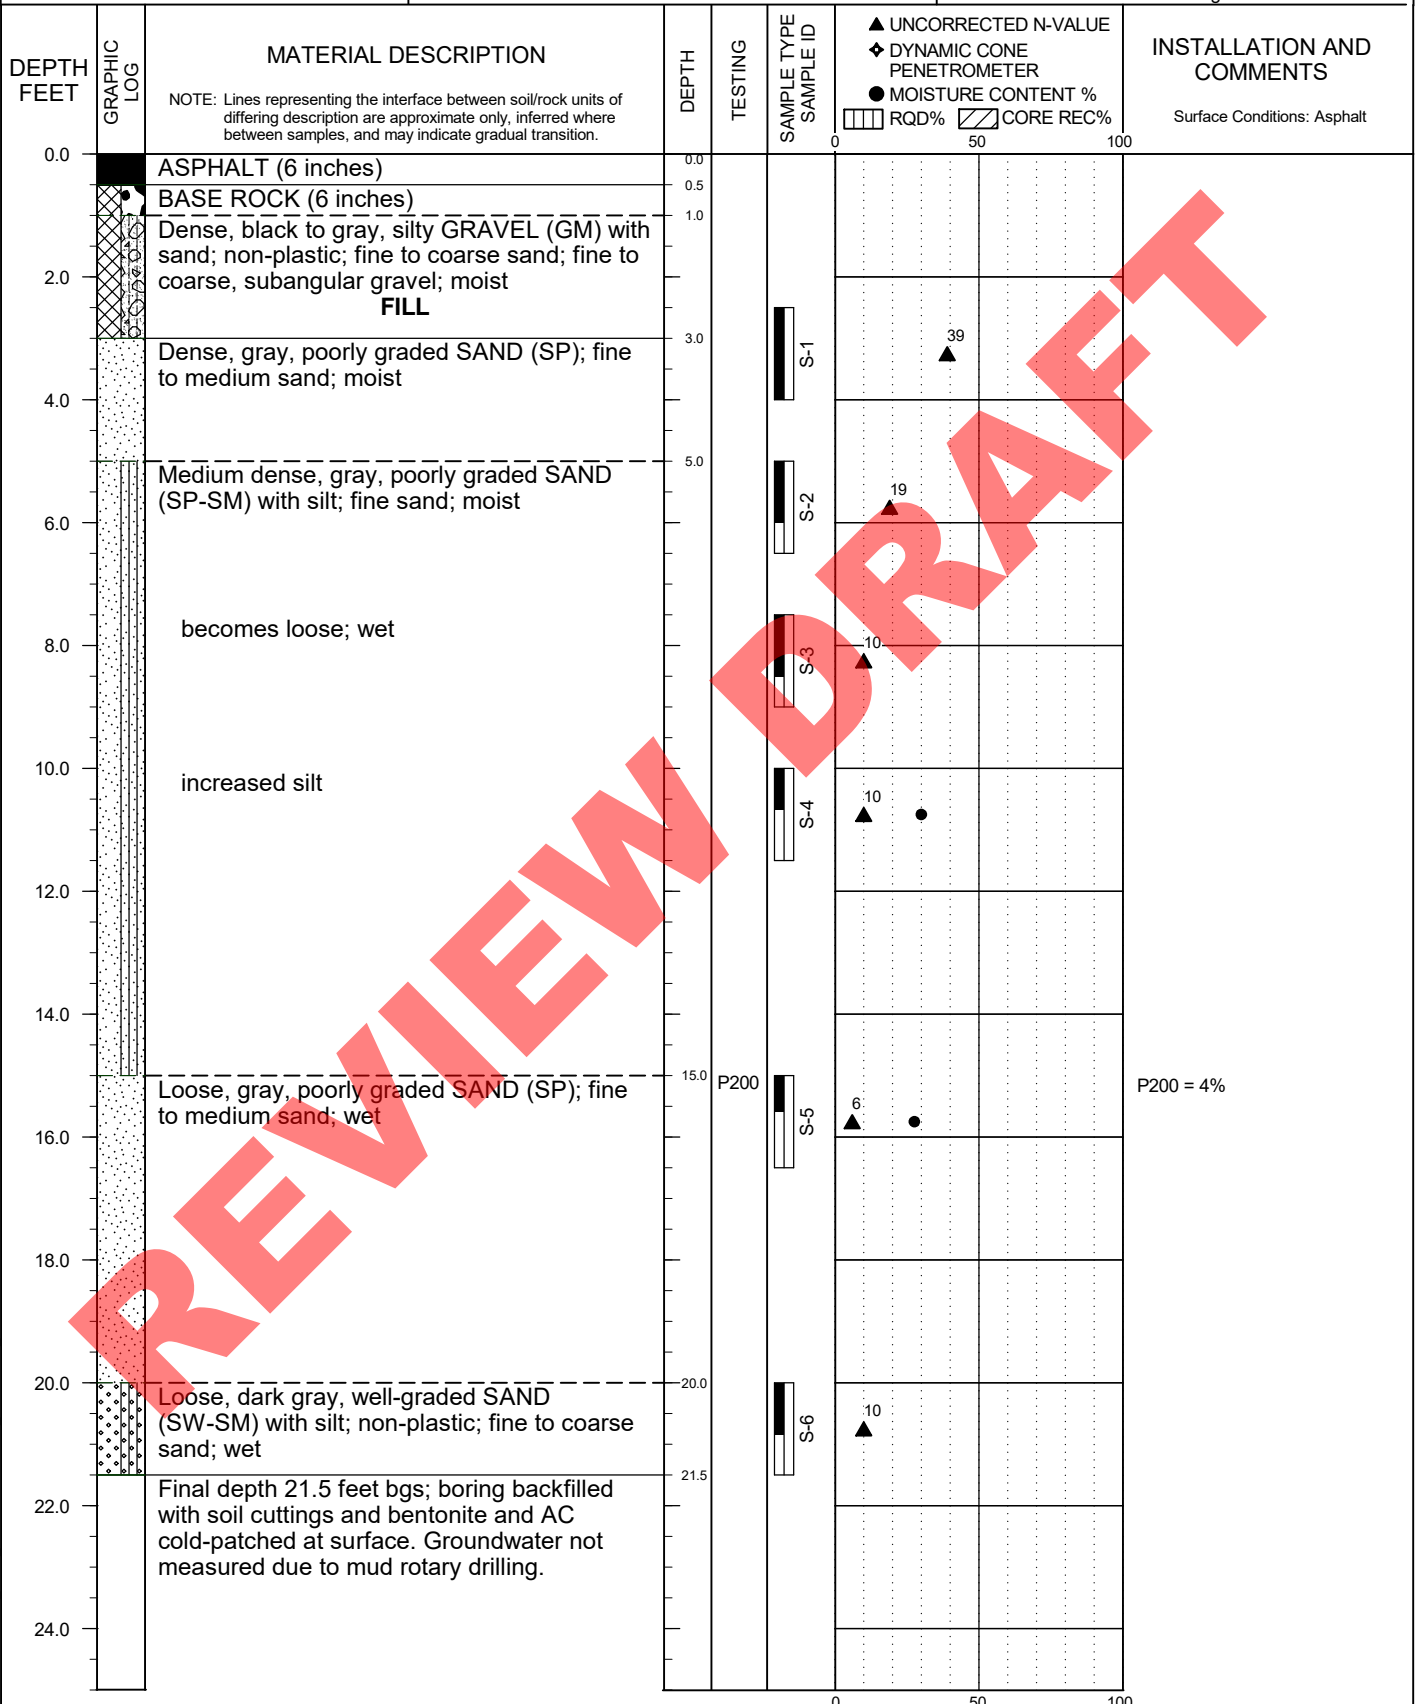 DEPTH
FEET
GRAPHIC
LOG
MATERIAL DESCRIPTION
NOTE: Lines representing the interface between soil/rock units of
differing description are approximate only, inferred where
between samples, and may indicate gradual transition.
DEPTH
TESTING
SAMPLE TYPE
SAMPLE ID
▲ UNCORRECTED N-VALUE
DYNAMIC CONE
PENETROMETER
● MOISTURE CONTENT %
RQD% CORE REC%
0 50 100
INSTALLATION AND
COMMENTS
Surface Conditions: Asphalt
0.0
ASPHALT (6 inches)
0.0
0.5
BASE ROCK (6 inches)
1.0
Dense, black to gray, silty GRAVEL (GM) with
sand; non-plastic; fine to coarse sand; fine to
2.0
coarse, subangular gravel; moist
FILL
3.0
S-1
39
Dense, gray, poorly graded SAND (SP); fine
to medium sand; moist
4.0
5.0
Medium dense, gray, poorly graded SAND
(SP-SM) with silt; fine sand; moist
S-2
19
6.0
becomes loose; wet
8.0
S-3
10
10.0
increased silt
S-4
10
12.0
14.0
15.0
P200
P200 = 4%
Loose, gray, poorly graded SAND (SP); fine
to medium sand; wet
S-5
6
16.0
18.0
20.0
20.0
Loose, dark gray, well-graded SAND
(SW-SM) with silt; non-plastic; fine to coarse
sand; wet
S-6
10
21.5
Final depth 21.5 feet bgs; boring backfilled
22.0
with soil cuttings and bentonite and AC
cold-patched at surface. Groundwater not
measured due to mud rotary drilling.
24.0
0 50 100
REVIEW DRAFT